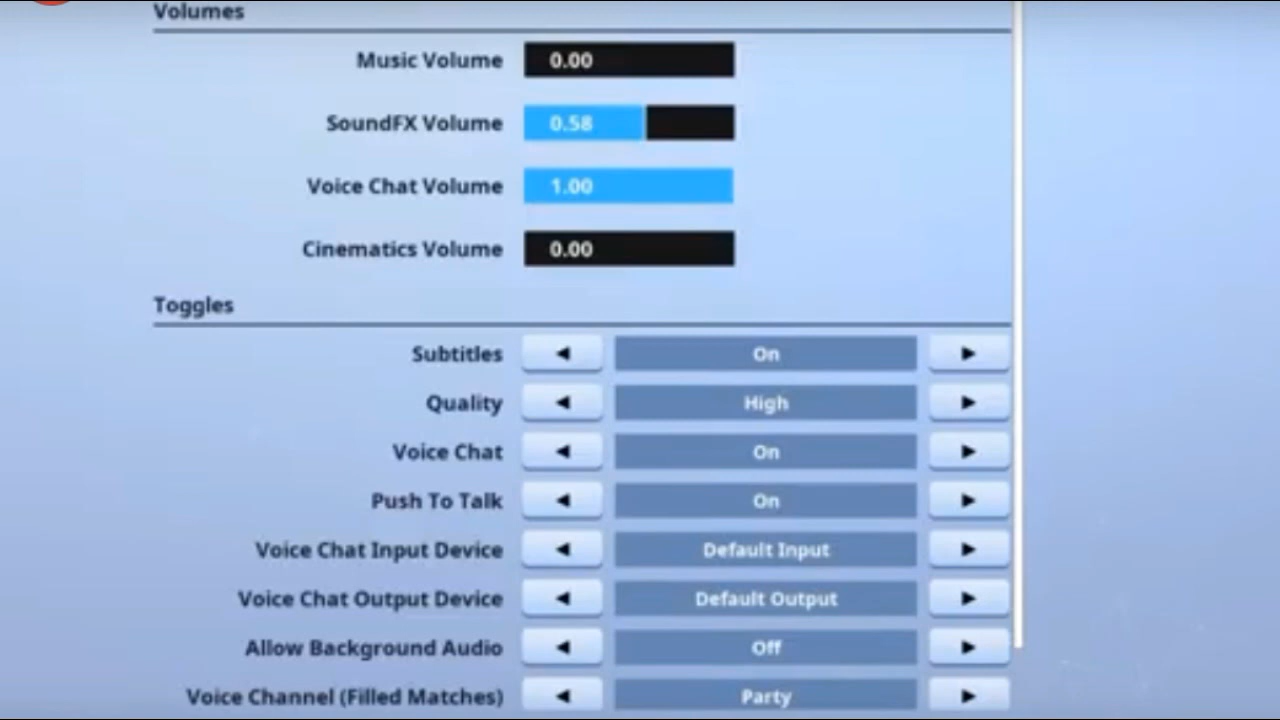 Volumes
Music Volume 0.00
SoundFX Volume 0.58
Voice Chat Volume 1.00
Cinematics Volume 0.00
Toggles
Subtitles On
Quality High
Voice Chat On
Push To Talk On
Voice Chat Input Device Default Input
Voice Chat Output Device Default Output
Allow Background Audio Off
Voice Channel (Filled Matches) Party